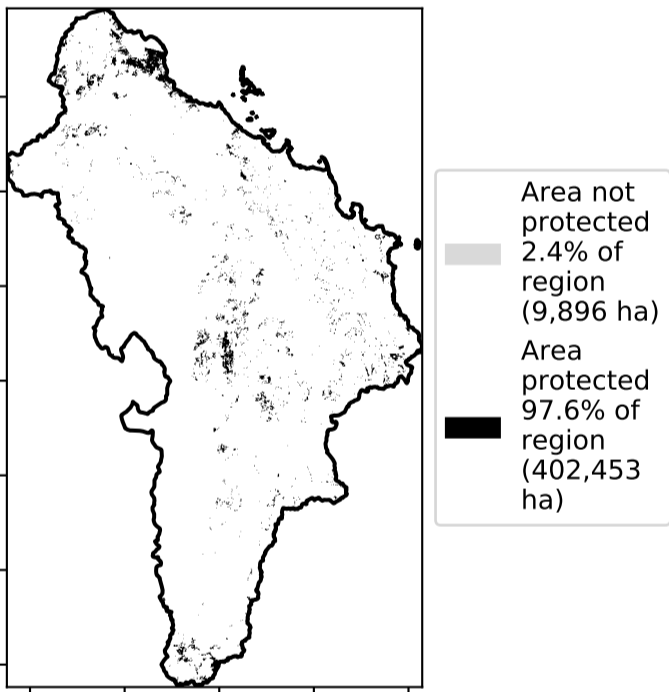 Area not
protected
2.4% of
region
(9,896 ha)
Area
protected
97.6% of
region
(402,453
ha)